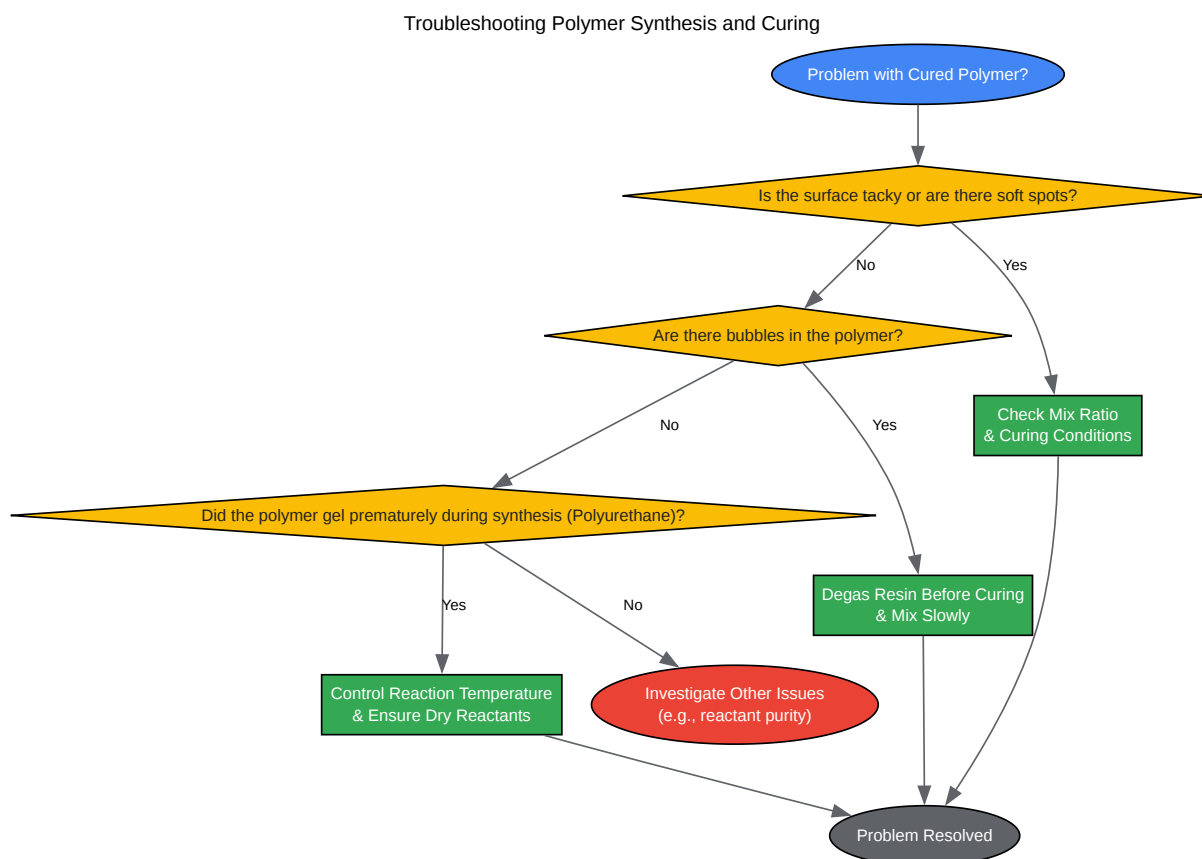 Troubleshooting Polymer Synthesis and Curing
Problem with Cured Polymer?
Is the surface tacky or are there soft spots?
No
Yes
Are there bubbles in the polymer?
Check Mix Ratio
& Curing Conditions
No
Yes
Did the polymer gel prematurely during synthesis (Polyurethane)?
Degas Resin Before Curing
& Mix Slowly
Yes
No
Control Reaction Temperature
& Ensure Dry Reactants
Investigate Other Issues
(e.g., reactant purity)
Problem Resolved